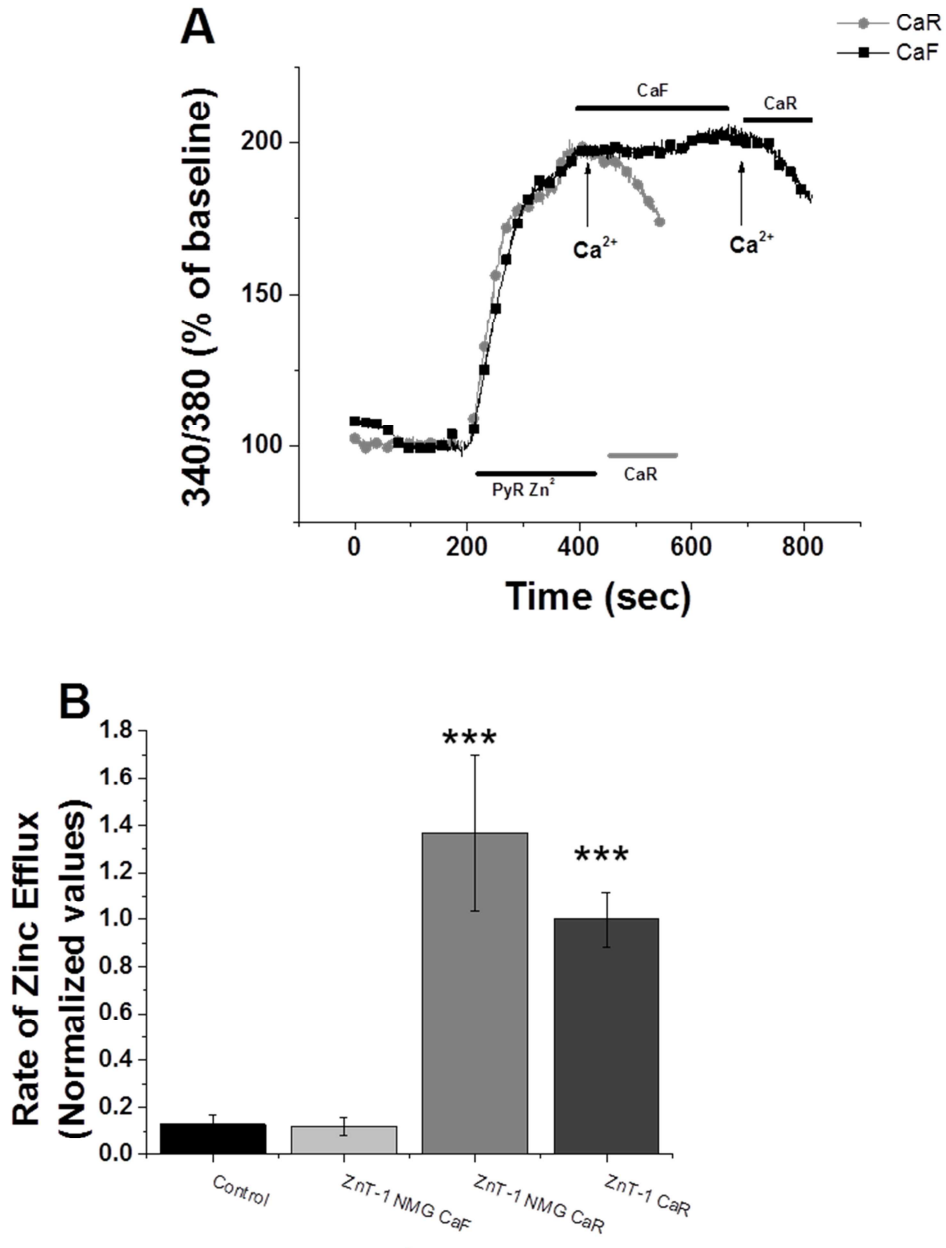 A
CaR
CaF
340/380 (% of baseline)
200
150
100
CaF
CaR
Ca²⁺
Ca²⁺
PyR Zn²
CaR
0
200
400
600
800
Time (sec)
B
Rate of Zinc Efflux
(Normalized values)
1.8
1.6
1.4
1.2
1.0
0.8
0.6
0.4
0.2
0.0
***
***
Control
ZnT-1 NMG CaF
ZnT-1 NMG CaR
ZnT-1 CaR